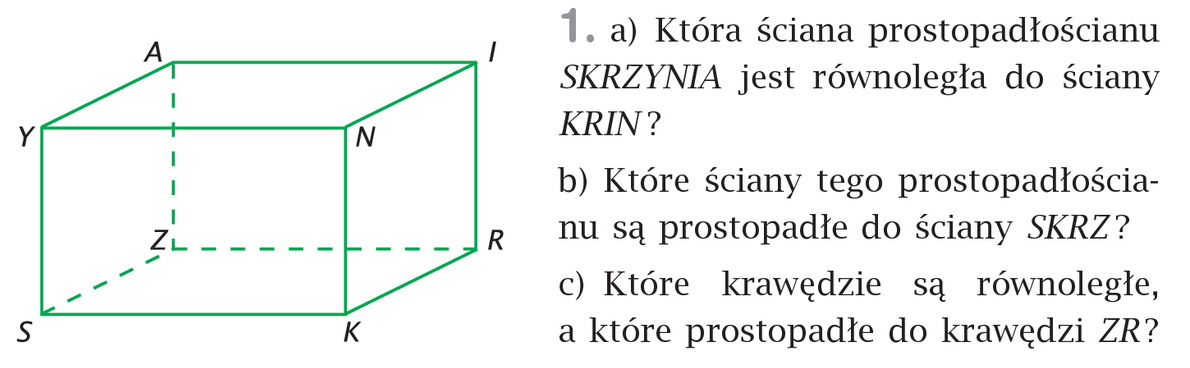 1. a) Która ściana prostopadłościanu
SKRZYNIA jest równoległa do ściany
KRIN?
b) Które ściany tego prostopadłościa-
nu są prostopadłe do ściany SKRZ?
c) Które krawędzie są równoległe,
a które prostopadłe do krawędzi ZR?
A
I
Y
N
Z
R
S
K